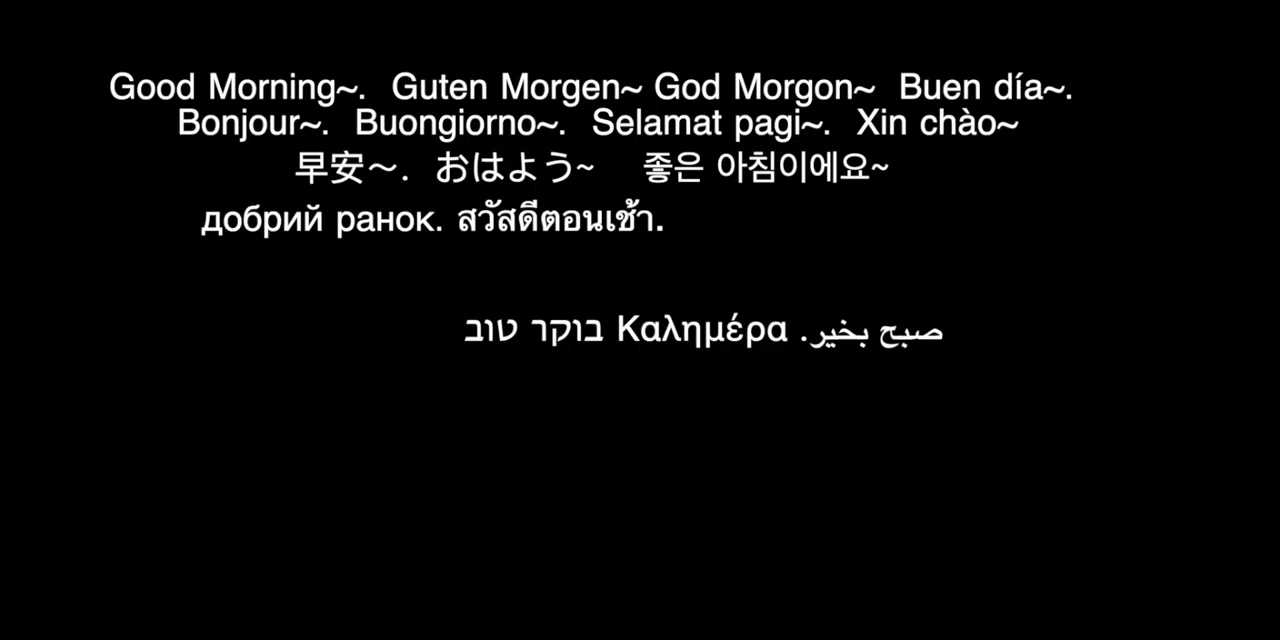 Good Morning~.  Guten Morgen~ God Morgon~  Buen día~.
Bonjour~.  Buongiorno~.  Selamat pagi~.  Xin chào~
早安～.  おはよう~  좋은 아침이에요~
добрий ранок. สวัสดีตอนเช้า.
صبح بخیر. Καλημέρα בוקר טוב